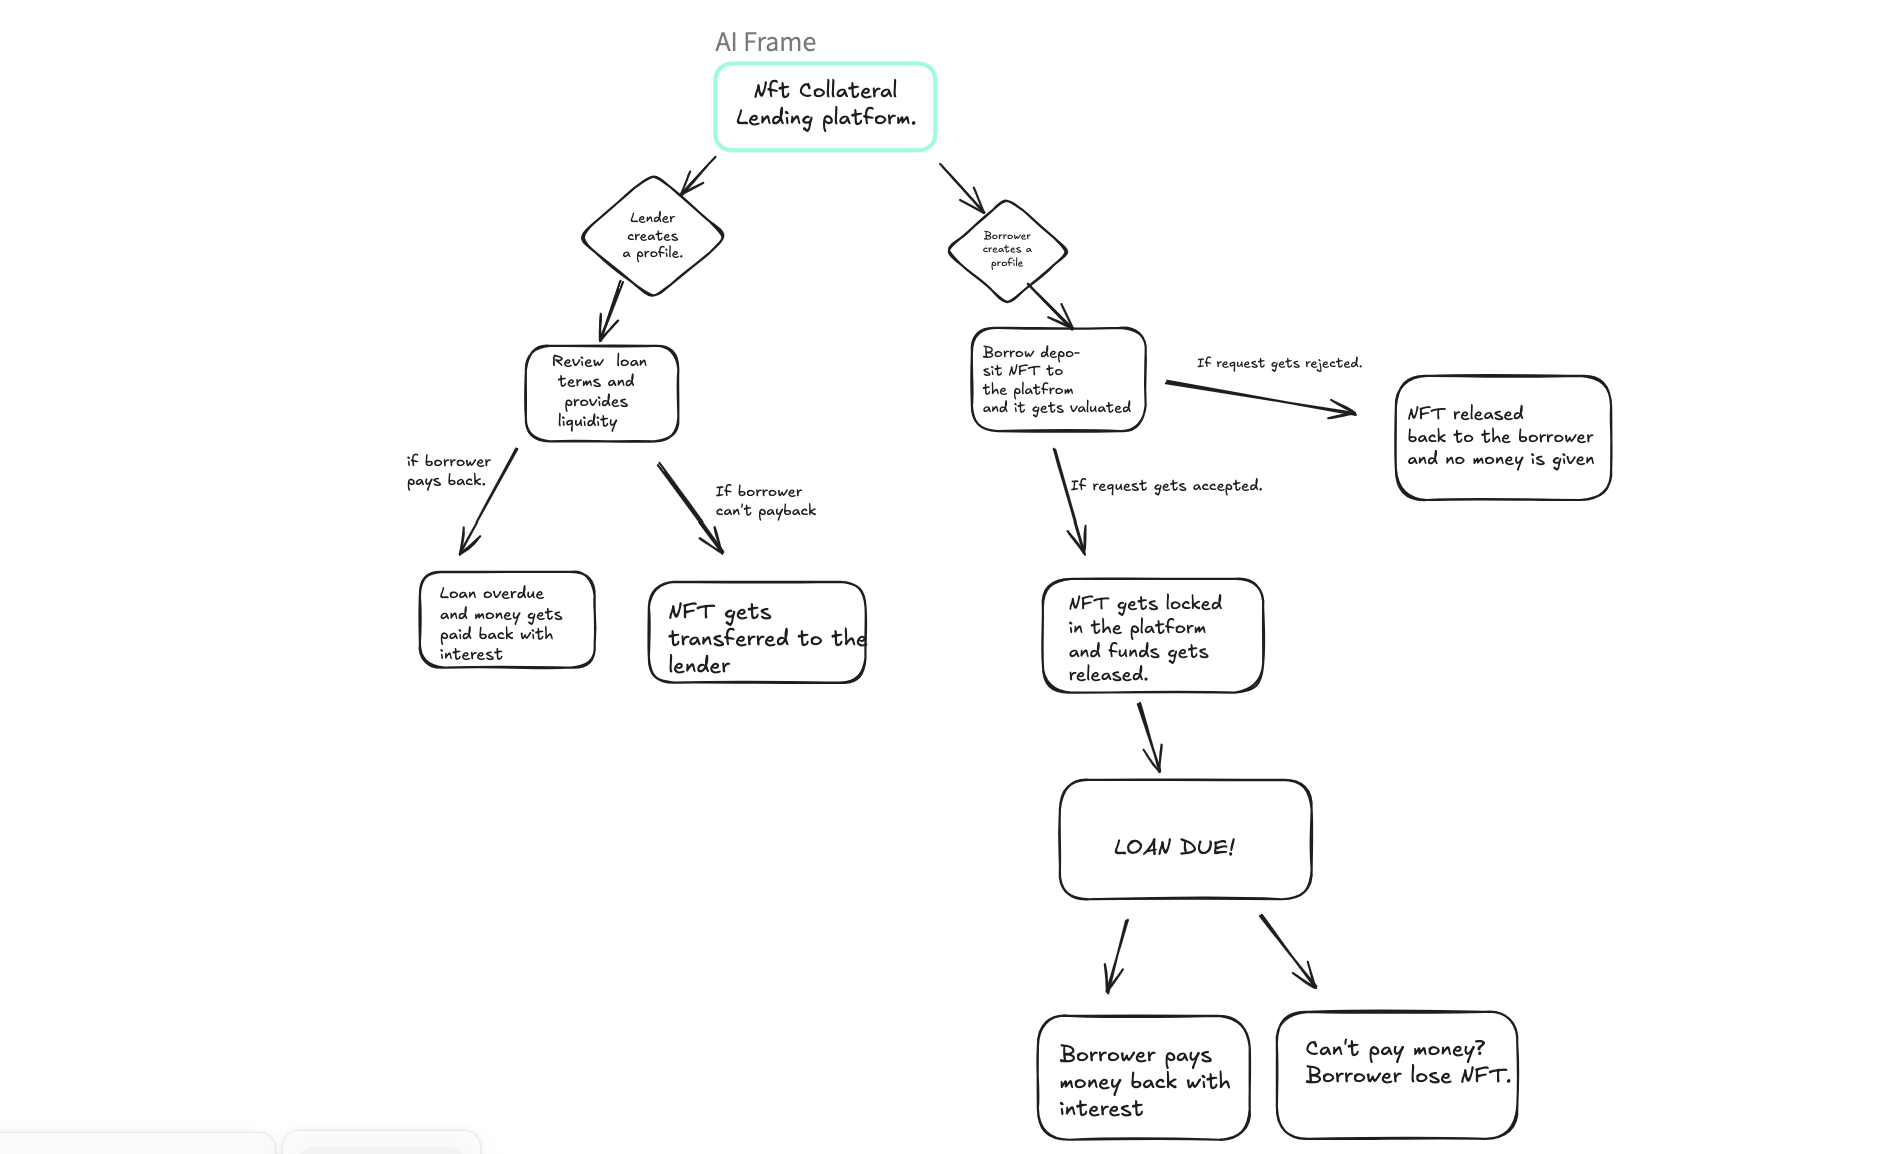 AI Frame
Nft Collateral
Lending platform.
Lender
creates
a profile.
Borrower
creates a
profile
Review loan
terms and
provides
liquidity
Borrow depo-
sit NFT to
the platfrom
and it gets valuated
If request gets rejected.
NFT released
back to the borrower
and no money is given
if borrower
pays back.
If borrower
can't payback
If request gets accepted.
Loan overdue
and money gets
paid back with
interest
NFT gets
transferred to the
lender
NFT gets locked
in the platform
and funds gets
released.
LOAN DUE!
Borrower pays
money back with
interest
Can't pay money?
Borrower lose NFT.